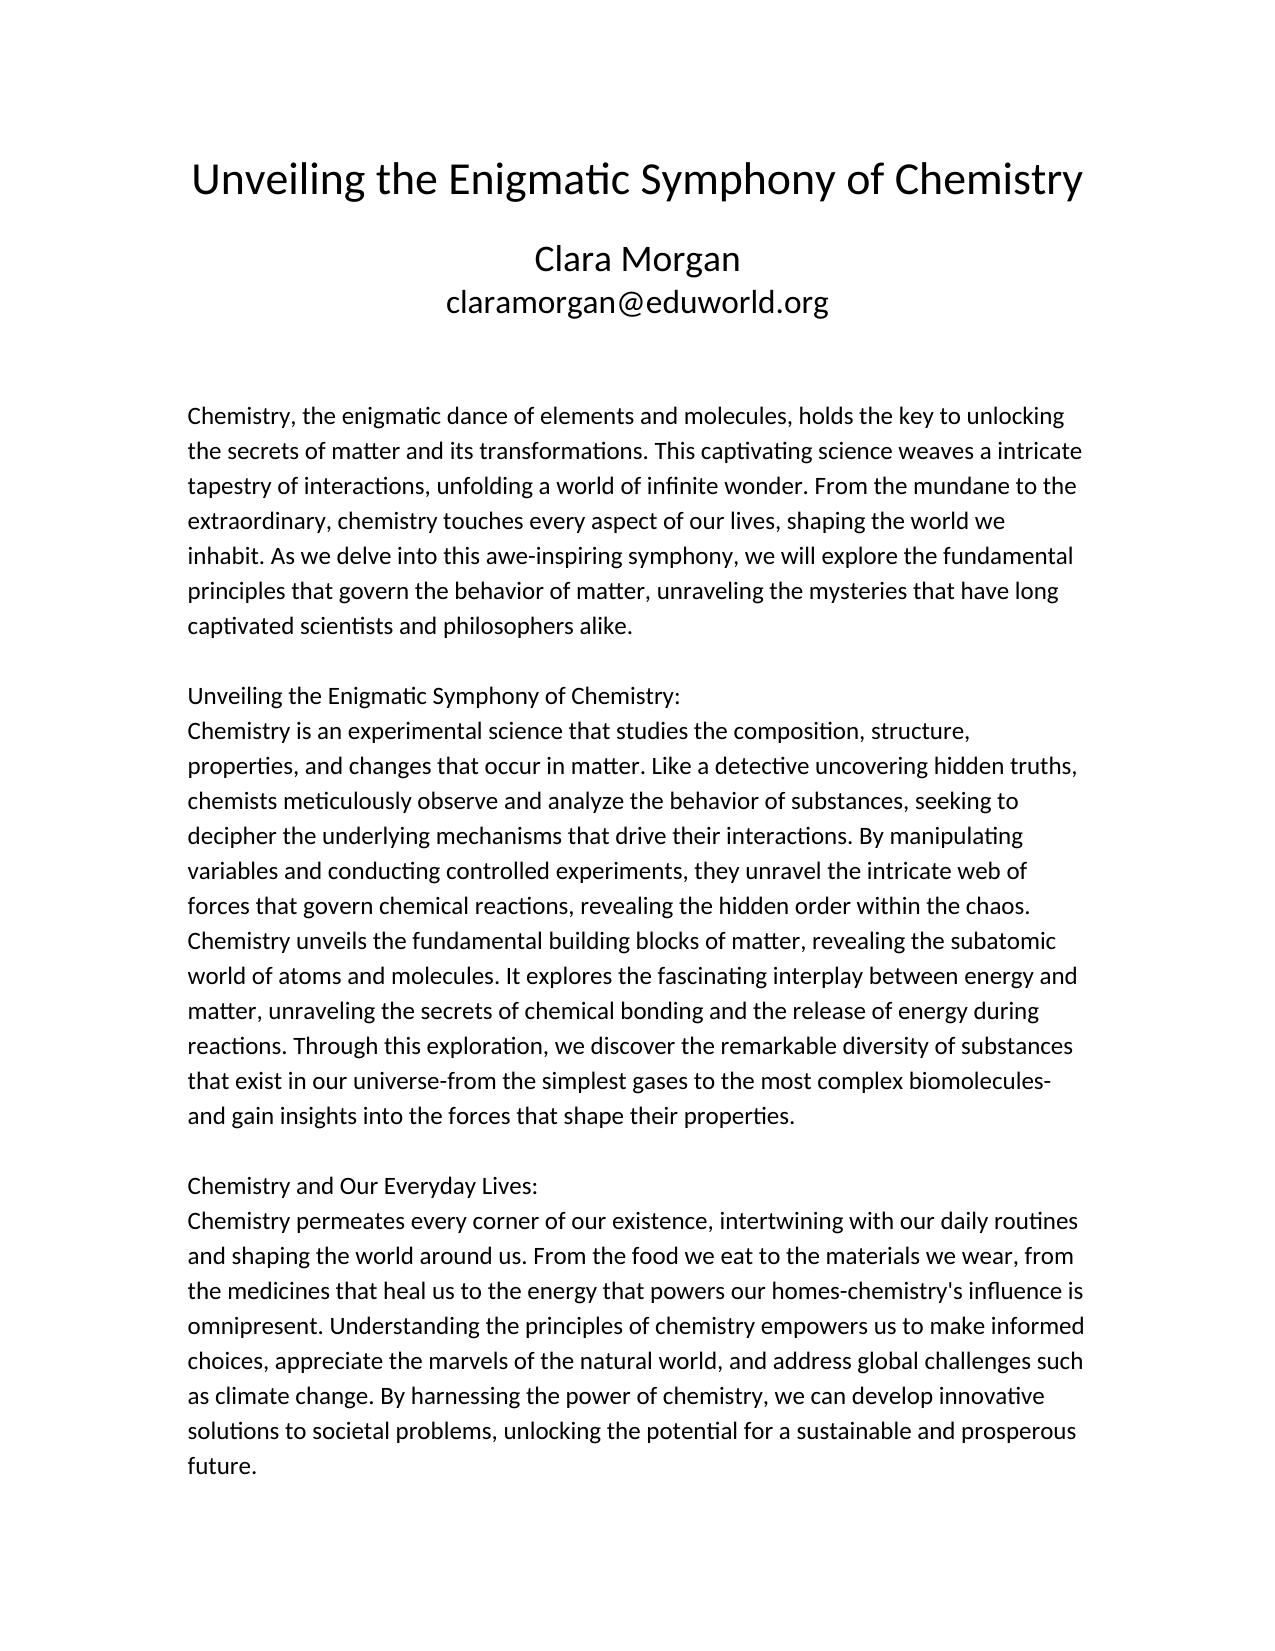 Unveiling the Enigmatic Symphony of Chemistry
Clara Morgan
claramorgan@eduworld.org
Chemistry, the enigmatic dance of elements and molecules, holds the key to unlocking
the secrets of matter and its transformations. This captivating science weaves a intricate
tapestry of interactions, unfolding a world of infinite wonder. From the mundane to the
extraordinary, chemistry touches every aspect of our lives, shaping the world we
inhabit. As we delve into this awe-inspiring symphony, we will explore the fundamental
principles that govern the behavior of matter, unraveling the mysteries that have long
captivated scientists and philosophers alike.
Unveiling the Enigmatic Symphony of Chemistry:
Chemistry is an experimental science that studies the composition, structure,
properties, and changes that occur in matter. Like a detective uncovering hidden truths,
chemists meticulously observe and analyze the behavior of substances, seeking to
decipher the underlying mechanisms that drive their interactions. By manipulating
variables and conducting controlled experiments, they unravel the intricate web of
forces that govern chemical reactions, revealing the hidden order within the chaos.
Chemistry unveils the fundamental building blocks of matter, revealing the subatomic
world of atoms and molecules. It explores the fascinating interplay between energy and
matter, unraveling the secrets of chemical bonding and the release of energy during
reactions. Through this exploration, we discover the remarkable diversity of substances
that exist in our universe-from the simplest gases to the most complex biomolecules-
and gain insights into the forces that shape their properties.
Chemistry and Our Everyday Lives:
Chemistry permeates every corner of our existence, intertwining with our daily routines
and shaping the world around us. From the food we eat to the materials we wear, from
the medicines that heal us to the energy that powers our homes-chemistry's influence is
omnipresent. Understanding the principles of chemistry empowers us to make informed
choices, appreciate the marvels of the natural world, and address global challenges such
as climate change. By harnessing the power of chemistry, we can develop innovative
solutions to societal problems, unlocking the potential for a sustainable and prosperous
future.